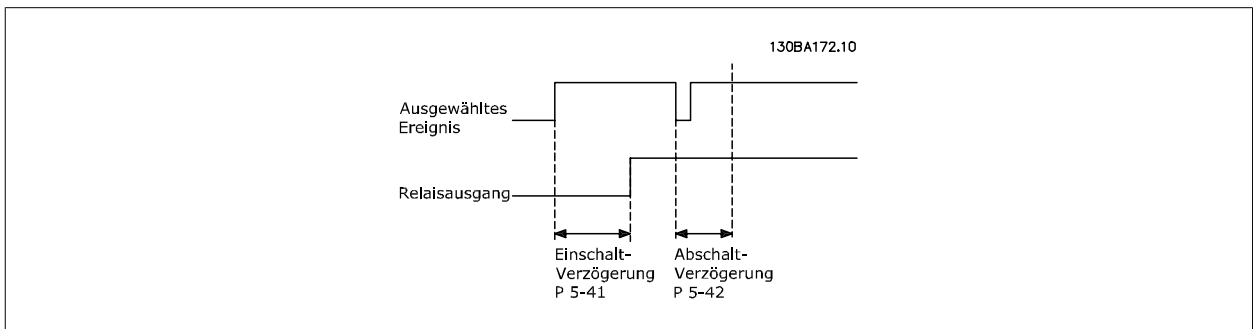 130BA172.10
Ausgewähltes
Ereignis
Relaisausgang
Einschalt-
Verzögerung
P 5-41
Abschalt-
Verzögerung
P 5-42